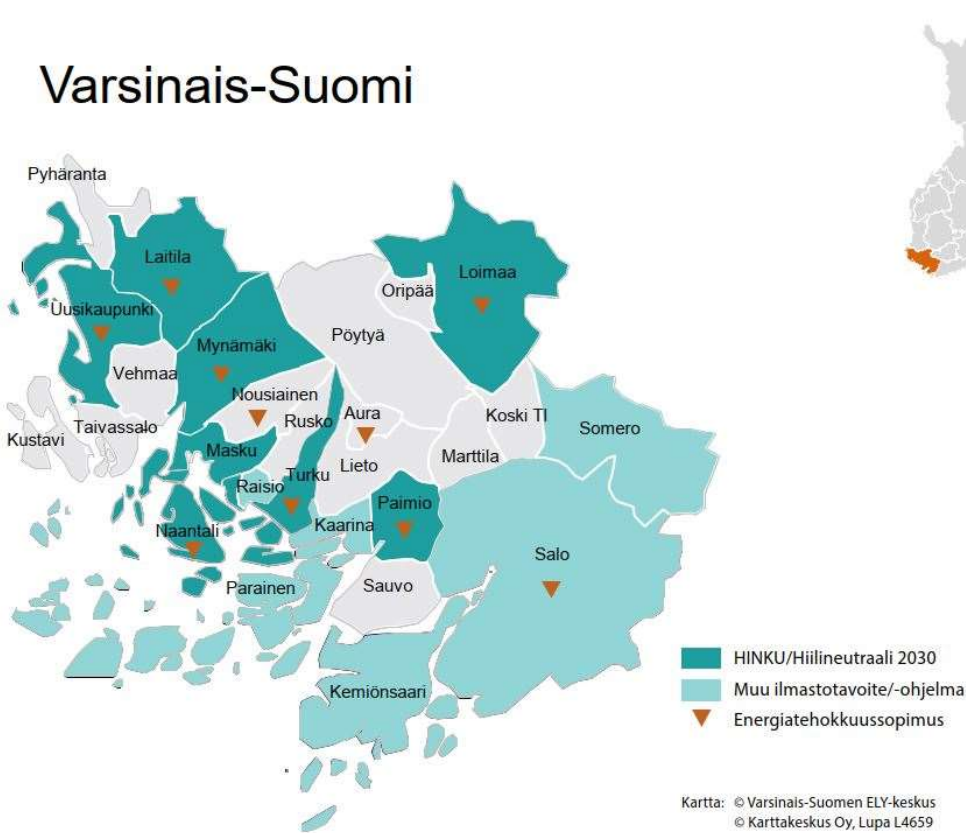 Varsinais-Suomi
Pyhäranta
Laitila
Loimaa
Oripää
Uusikaupunki
Pöytyä
Mynämäki
Vehmaa
Nousiainen
Rusko
Aura
Koski Tl
Somero
Kustavi
Taivassalo
Masku
Lieto
Marttila
Raisio
Turku
Paimio
Kaarina
Naantali
Salo
Parainen
Sauvo
Kemiönsaari
HINKU/Hiilineutraali 2030
Muu ilmastotavoite/-ohjelma
Energiatehokkuussopimus
Kartta: © Varsinais-Suomen ELY-keskus
© Karttakeskus Oy, Lupa L4659